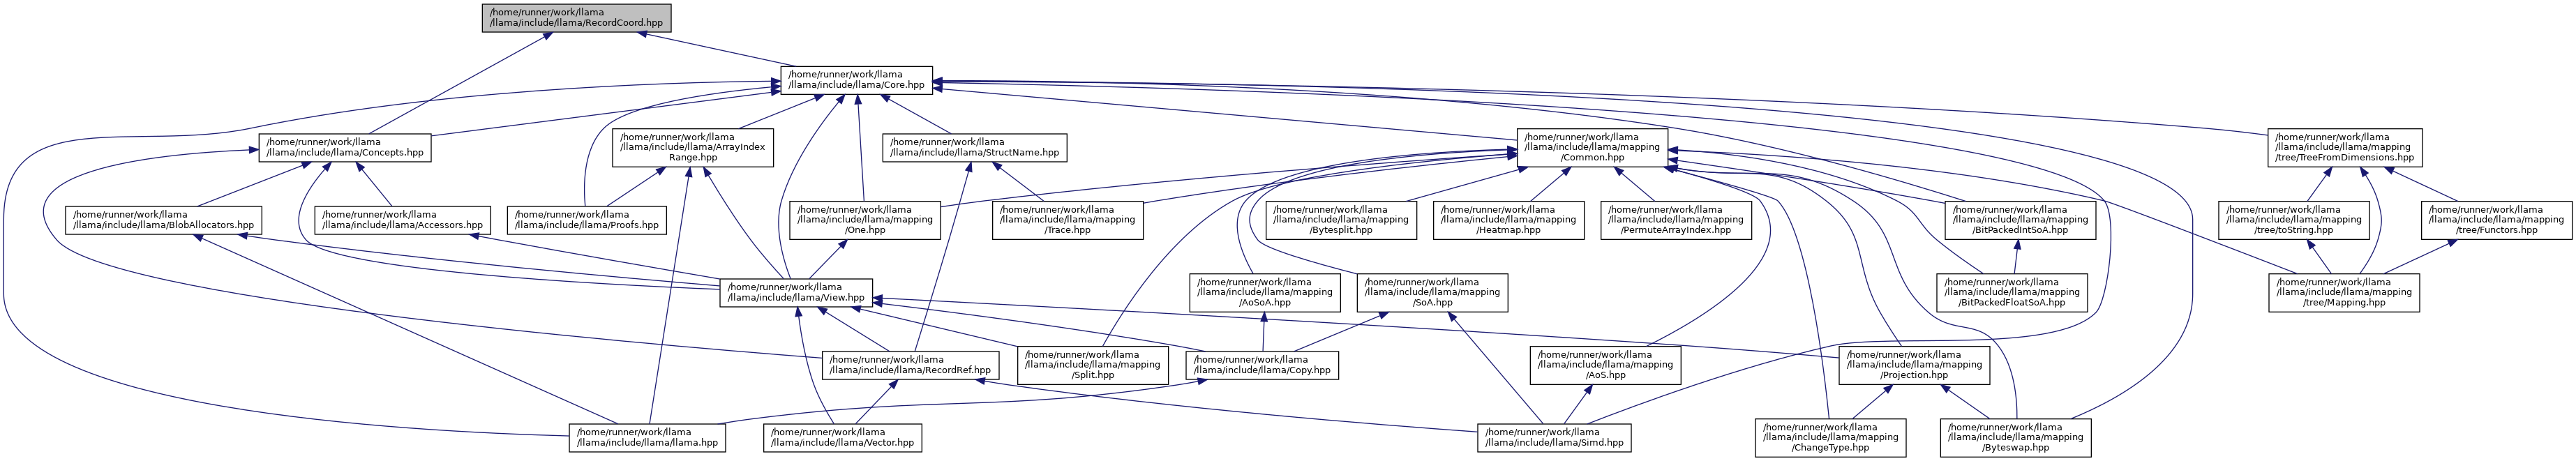 /home/runner/work/llama
/llama/include/llama/RecordCoord.hpp
/home/runner/work/llama
/llama/include/llama/Core.hpp
/home/runner/work/llama
/llama/include/llama/Concepts.hpp
/home/runner/work/llama
/llama/include/llama/ArrayIndex
Range.hpp
/home/runner/work/llama
/llama/include/llama/StructName.hpp
/home/runner/work/llama
/llama/include/llama/mapping
/Common.hpp
/home/runner/work/llama
/llama/include/llama/mapping
/tree/TreeFromDimensions.hpp
/home/runner/work/llama
/llama/include/llama/BlobAllocators.hpp
/home/runner/work/llama
/llama/include/llama/Accessors.hpp
/home/runner/work/llama
/llama/include/llama/Proofs.hpp
/home/runner/work/llama
/llama/include/llama/mapping
/One.hpp
/home/runner/work/llama
/llama/include/llama/mapping
/Trace.hpp
/home/runner/work/llama
/llama/include/llama/mapping
/Bytesplit.hpp
/home/runner/work/llama
/llama/include/llama/mapping
/Heatmap.hpp
/home/runner/work/llama
/llama/include/llama/mapping
/PermuteArrayIndex.hpp
/home/runner/work/llama
/llama/include/llama/mapping
/BitPackedIntSoA.hpp
/home/runner/work/llama
/llama/include/llama/mapping
/tree/toString.hpp
/home/runner/work/llama
/llama/include/llama/mapping
/tree/Functors.hpp
/home/runner/work/llama
/llama/include/llama/View.hpp
/home/runner/work/llama
/llama/include/llama/mapping
/AoSoA.hpp
/home/runner/work/llama
/llama/include/llama/mapping
/SoA.hpp
/home/runner/work/llama
/llama/include/llama/mapping
/BitPackedFloatSoA.hpp
/home/runner/work/llama
/llama/include/llama/mapping
/tree/Mapping.hpp
/home/runner/work/llama
/llama/include/llama/RecordRef.hpp
/home/runner/work/llama
/llama/include/llama/mapping
/Split.hpp
/home/runner/work/llama
/llama/include/llama/Copy.hpp
/home/runner/work/llama
/llama/include/llama/mapping
/AoS.hpp
/home/runner/work/llama
/llama/include/llama/mapping
/Projection.hpp
/home/runner/work/llama
/llama/include/llama/llama.hpp
/home/runner/work/llama
/llama/include/llama/Vector.hpp
/home/runner/work/llama
/llama/include/llama/Simd.hpp
/home/runner/work/llama
/llama/include/llama/mapping
/ChangeType.hpp
/home/runner/work/llama
/llama/include/llama/mapping
/Byteswap.hpp